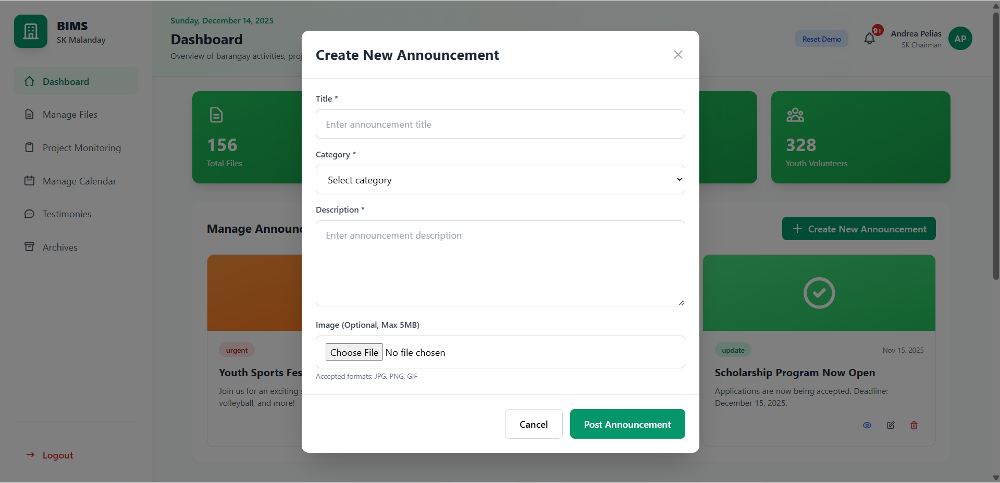 BIMS
SK Malanday
Dashboard
Manage Files
Project Monitoring
Manage Calendar
Testimonies
Archives
Logout
Sunday, December 14, 2025
Dashboard
Overview of barangay activities,
Reset Demo
9+
Andrea Pelias
SK Chairman
AP
156
Total Files
328
Youth Volunteers
Manage
Create New Announcement
urgent
Youth Sports
Join us for an exciting
volleyball, and more!
update
Nov 15, 2025
Scholarship Program Now Open
Applications are now being accepted. Deadline:
December 15, 2025.
Create New Announcement
Title *
Enter announcement title
Category *
Select category
Description *
Enter announcement description
Image (Optional, Max 5MB)
Choose File No file chosen
Accepted formats: JPG, PNG, GIF
Cancel
Post Announcement